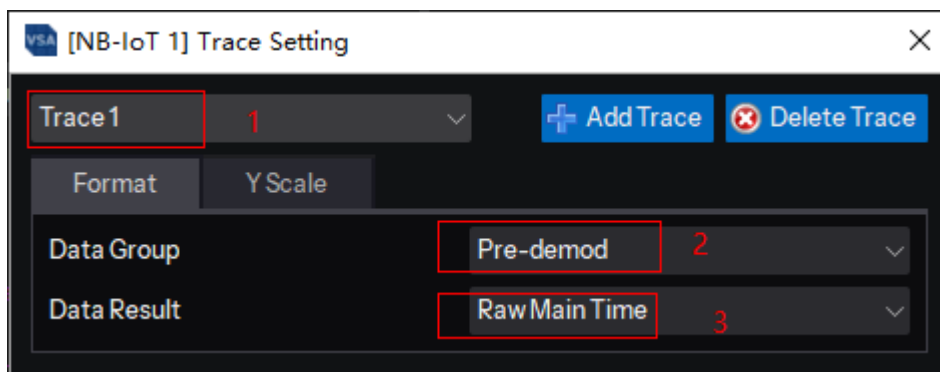 VSA [NB-IoT 1] Trace Setting
Trace1 1 Add Trace Delete Trace
Format Y Scale
Data Group Pre-demod 2
Data Result Raw Main Time 3